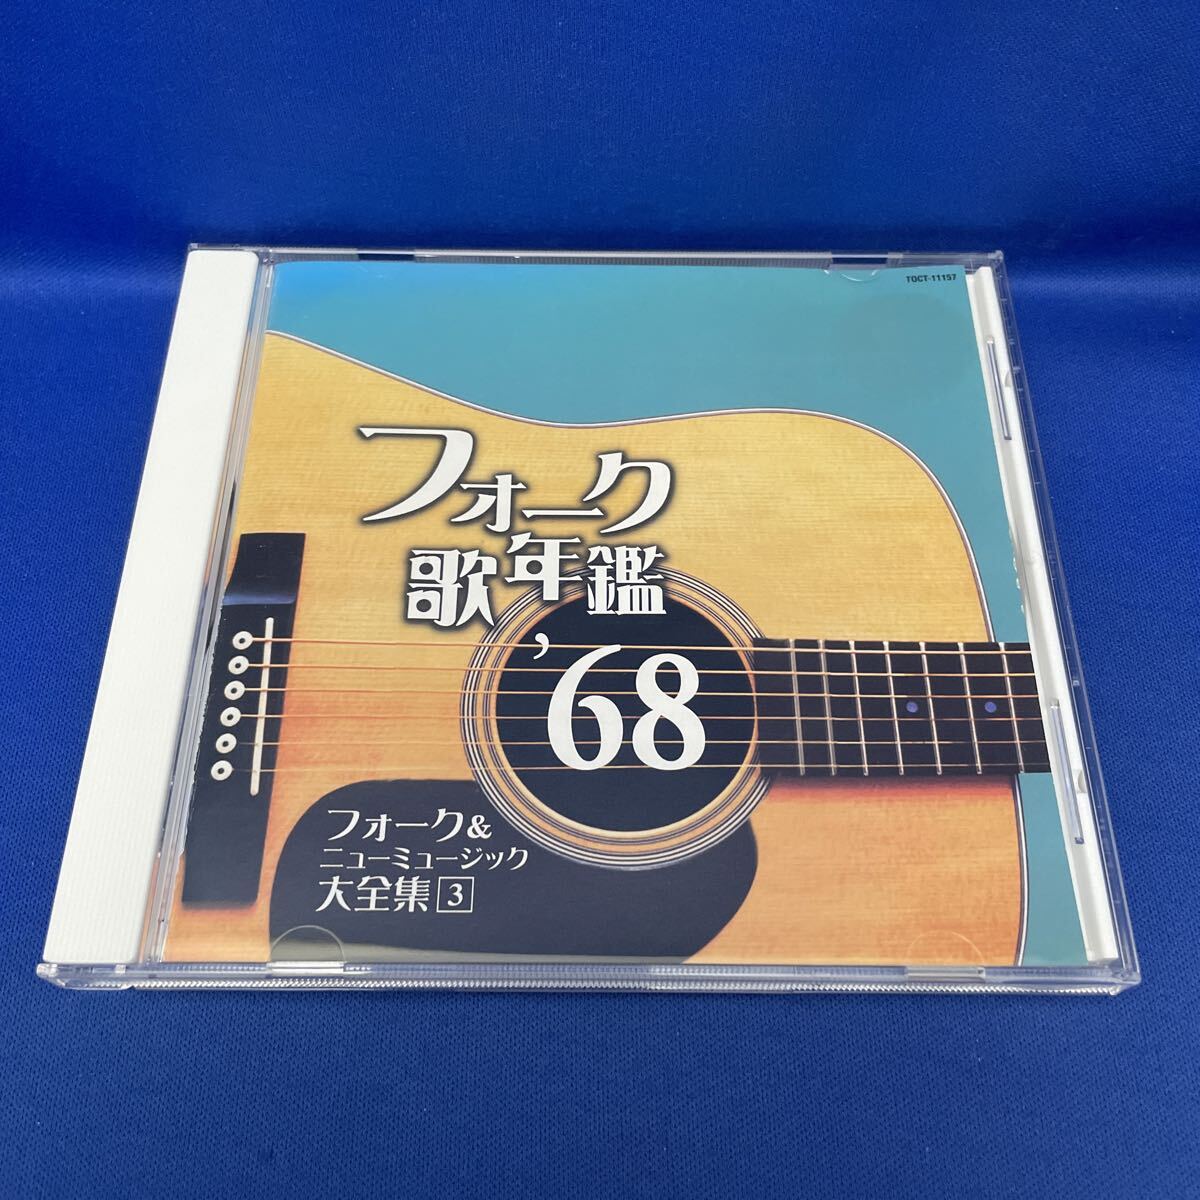 TOCT-11157
フォーク
歌年鑑
'68
フォーク&
ニューミュージック
大全集 3